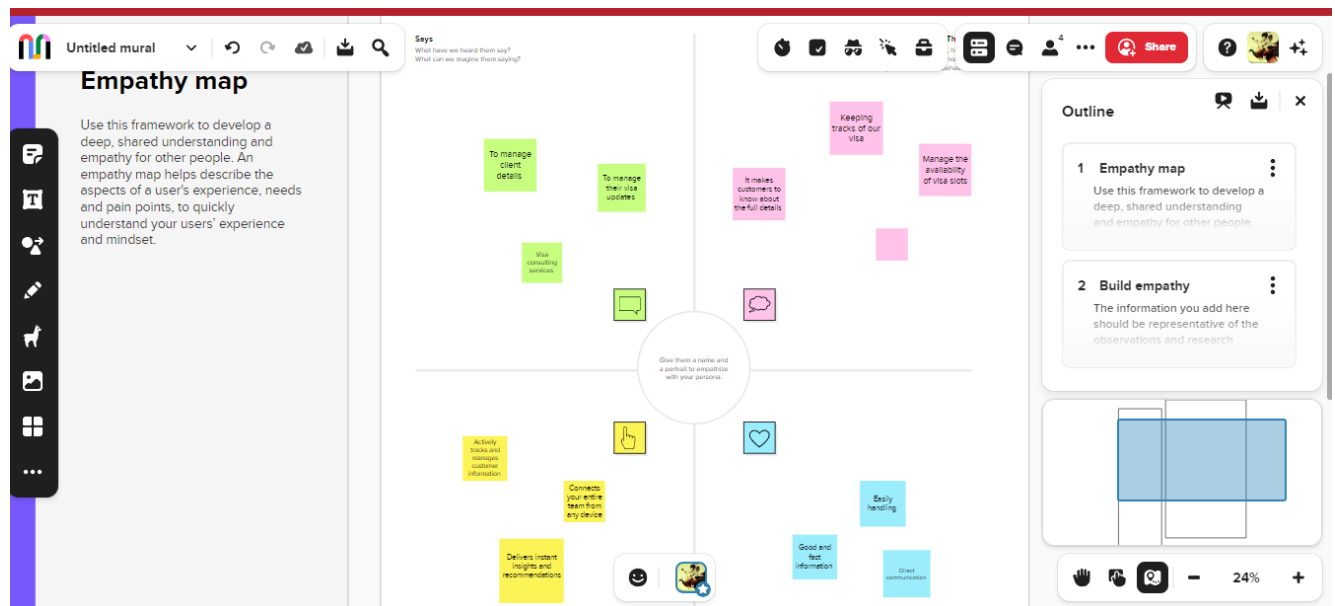 Untitled mural
Says
What have we heard them say?
What can we magine them saying?
Th
4
Share
Empathy map
Use this framework to develop a
deep, shared understanding and
empathy for other people. An
empathy map helps describe the
aspects of a user's experience, needs
and pain points, to quickly
understand your users' experience
and mindset.
To manage
client
details
To manage
their visa
updates
Visa
consulting
services
Keeping
tracks of our
visa
Manage the
availability
of visa slots
It makes
customers to
know about
the full details
Give them a name and
a portrait to empathize
with your persona.
Actively
tracks and
manages
customer
information
Connects
your entire
team from
any device
Delivers instant
insights and
recommendations
Easily
handling
Good and
fast
information
Direct
communication
Outline
1 Empathy map
Use this framework to develop a
deep, shared understanding
and empathy for other people.
2 Build empathy
The information you add here
should be representative of the
observations and research
24%